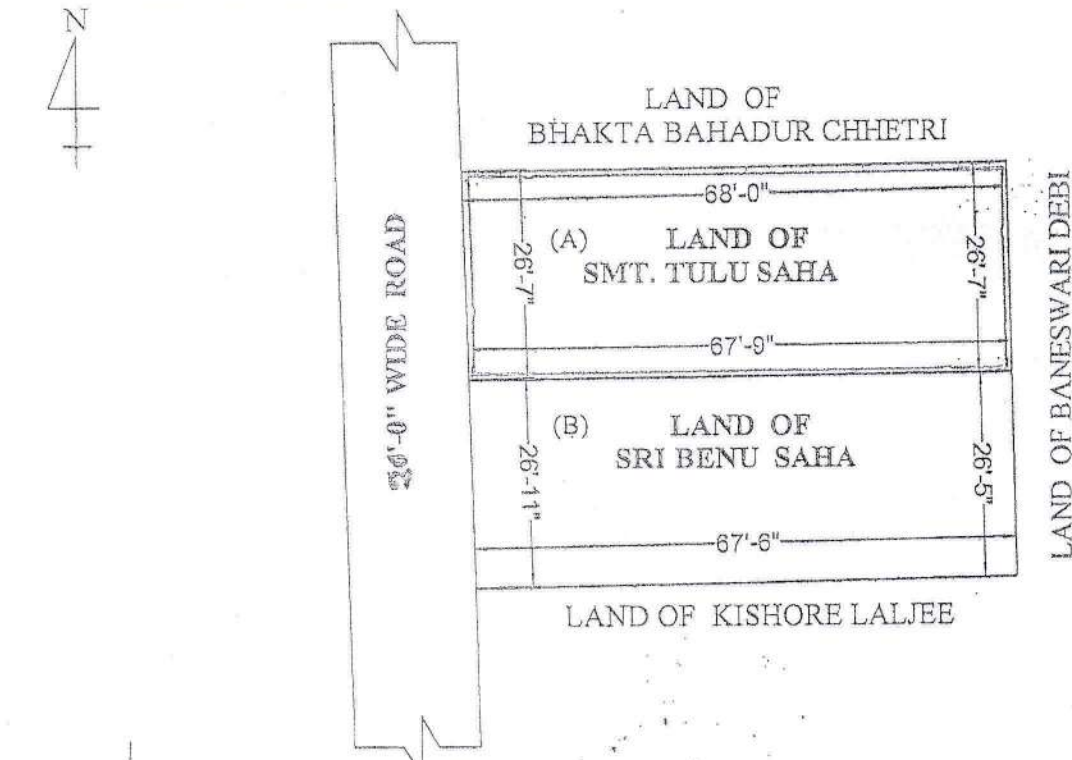 N
LAND OF
BHAKTA BAHADUR CHHETRI
68'-0"
(A)
LAND OF
SMT. TULU SAHA
26'-7"
26'-7"
67'-9"
WIDE ROAD
(B)
LAND OF
SRI BENU SAHA
26'-11"
26'-5"
67'-6"
LAND OF BANESWARI DEBI
LAND OF KISHORE LALJEE